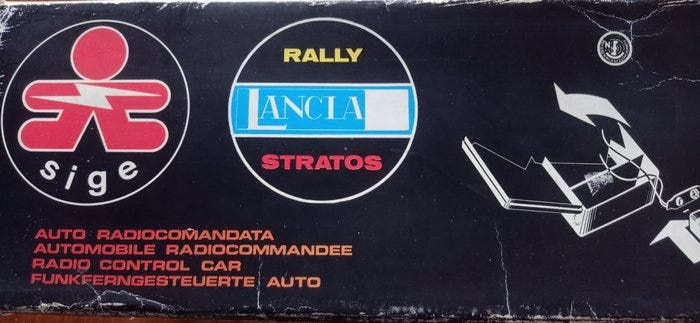 sige
RALLY
LANCIA
STRATOS
AUTO RADIOCOMANDATA
AUTOMOBILE RADIOCOMMANDEE
RADIO CONTROL CAR
FUNKFERNGESTEUERTE AUTO